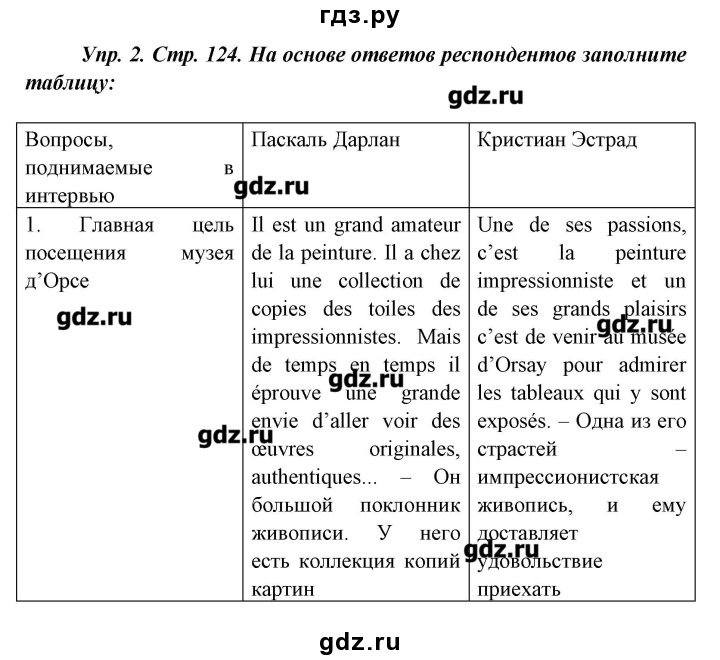 гдз.ру
Упр. 2. Стр. 124. На основе ответов респондентов заполните
таблицу:
gdz.ru
Вопросы,
поднимаемые в
интервью
gdz.ru
Паскаль Дарлан
Кристиан Эстрад
1. Главная цель
посещения музея
д’Орсе
gdz.ru
Il est un grand amateur
de la peinture. Il a chez
lui une collection de
copies des toiles des
impressionnistes. Mais
de temps en temps il
éprouve une grande
envie d’aller voir des
œuvres originales,
authentiques... – Он
большой поклонник
живописи. У него
есть коллекция копий
картин
gdz.ru
gdz.ru
Une de ses passions,
c’est la peinture
impressionniste et un
de ses grands plaisirs
c’est de venir au musée
d’Orsay pour admirer
les tableaux qui y sont
exposés. – Одна из его
страстей –
импрессионистская
живопись, и ему
доставляет
удовольствие
приехать
gdz.ru
gdz.ru
gdz.ru